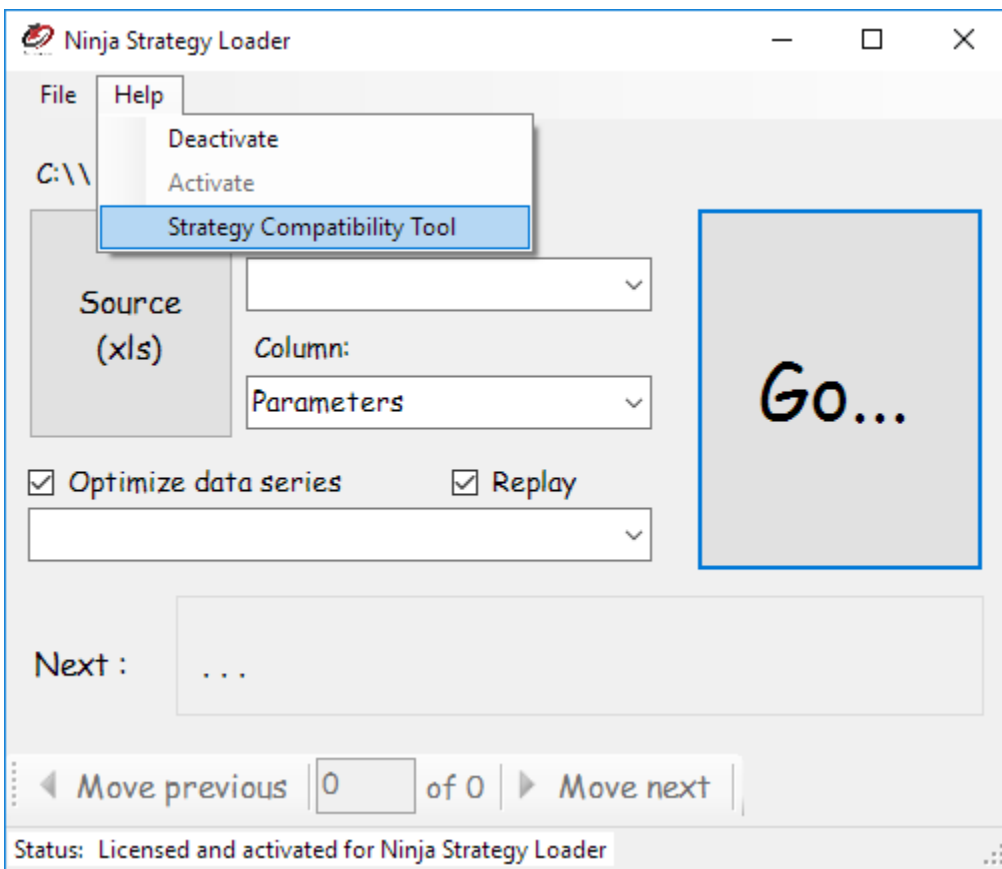 Ninja Strategy Loader
File Help
Deactivate
C:\\
Activate
Strategy Compatibility Tool
Source
(xls)
Column:
Parameters
Go...
Optimize data series Replay
Next : ...
Move previous 0 of 0 Move next
Status: Licensed and activated for Ninja Strategy Loader